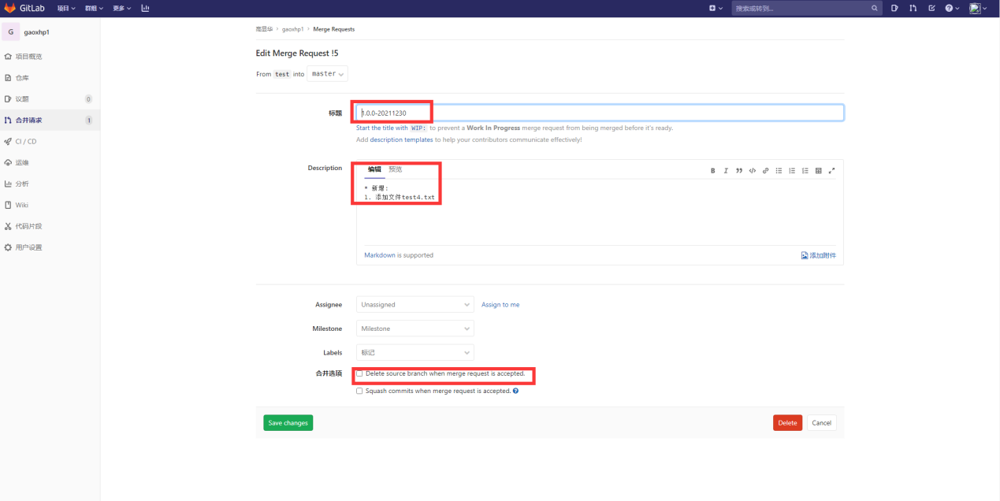 GitLab 项目 群组 更多 搜索或转到...
G gaoxhp1
项目概览
仓库
议题 0
合并请求 1
CI / CD
运维
分析
Wiki
代码片段
用户设置
gaoxhp1 > Merge Requests
Edit Merge Request !5
From test into master
标题 1.0.0-20211230
Start the title with WIP: to prevent a Work In Progress merge request from being merged before it's ready.
Add description templates to help your contributors communicate effectively!
Description 编辑 预览
* 新增:
1. 添加文件test4.txt
Markdown is supported 添加附件
Assignee Unassigned Assign to me
Milestone Milestone
Labels 标记
合并选项 Delete source branch when merge request is accepted.
Squash commits when merge request is accepted.
Save changes Delete Cancel